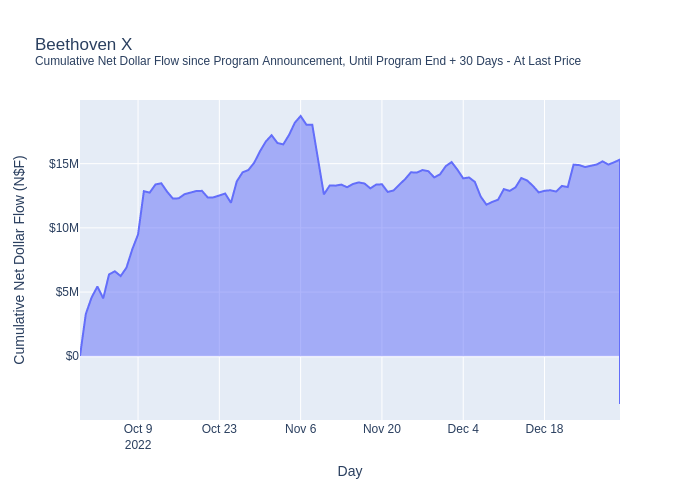 Beethoven X
Cumulative Net Dollar Flow since Program Announcement, Until Program End + 30 Days - At Last Price
Cumulative Net Dollar Flow (N$F)
$15M
$10M
$5M
$0
Oct 9
2022
Oct 23
Nov 6
Nov 20
Dec 4
Dec 18
Day